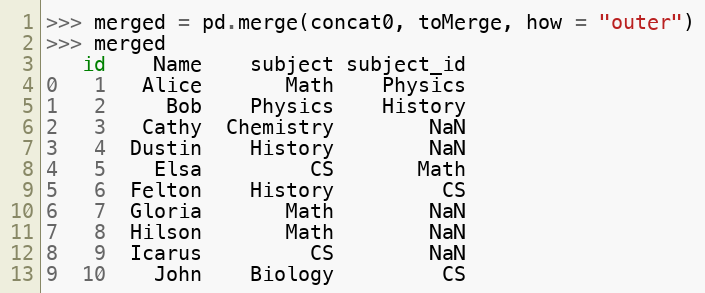 1 >>> merged = pd.merge(concat0, toMerge, how = "outer")
2 >>> merged
3    id    Name    subject subject_id
4 0   1   Alice       Math    Physics
5 1   2     Bob    Physics    History
6 2   3   Cathy  Chemistry        NaN
7 3   4  Dustin    History        NaN
8 4   5    Elsa         CS       Math
9 5   6  Felton    History         CS
10 6   7  Gloria       Math        NaN
11 7   8  Hilson       Math        NaN
12 8   9  Icarus         CS        NaN
13 9  10    John    Biology         CS